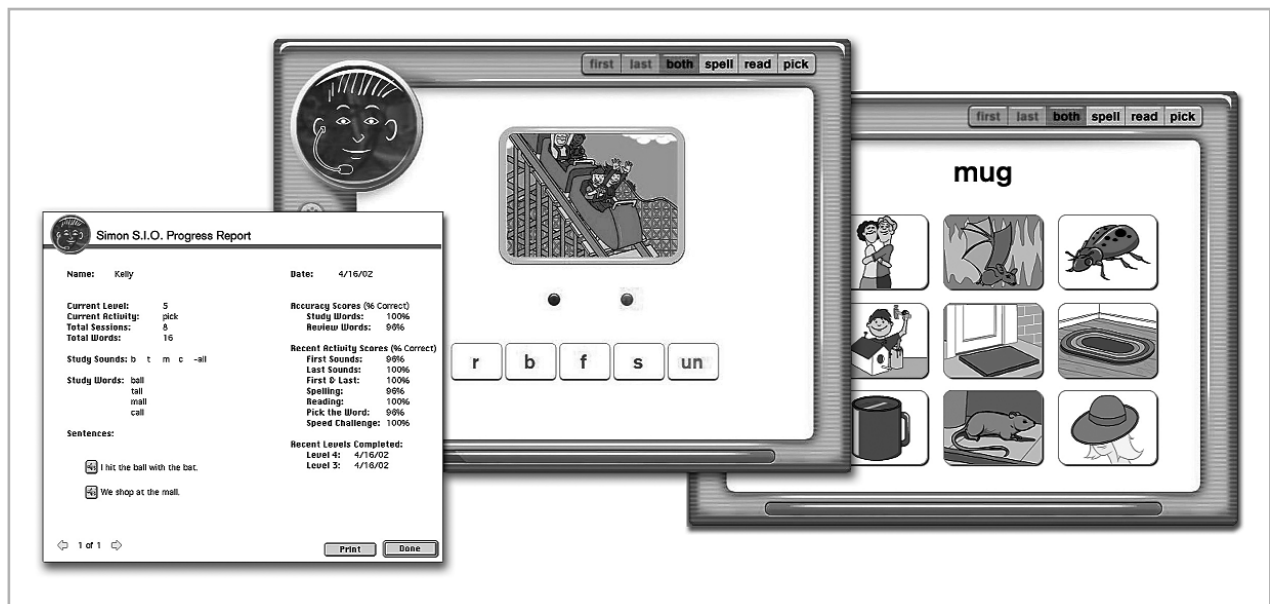 first last both spell read pick
r b f s un
first last both spell read pick
mug
Simon S.I.O. Progress Report
Name: Kelly
Date: 4/16/02
Current Level: 5
Current Activity: pick
Total Sessions: 8
Total Words: 16
Study Sounds: b t m c -all
Study Words: ball
tall
mall
call
Sentences:
I hit the ball with the bat.
We shop at the mall.
Accuracy Scores (% Correct)
Study Words: 100%
Review Words: 96%
Recent Activity Scores (% Correct)
First Sounds: 96%
Last Sounds: 100%
First & Last: 100%
Spelling: 96%
Reading: 100%
Pick the Word: 96%
Speed Challenge: 100%
Recent Levels Completed:
Level 4: 4/16/02
Level 3: 4/16/02
1 of 1
Print Done